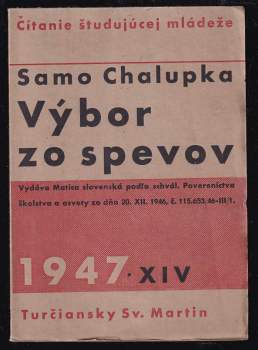 Čítanie študujúcej mládeže
Samo Chalupka
Výbor
zo spevov
Vydáva Matica slovenská podľa schvál. Povereníctva
školstva a osvety zo dňa 20. XII. 1946, č. 115.653/46-III/1.
1947·XIV
Turčiansky Sv. Martin